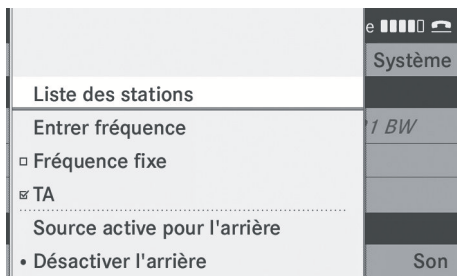 e
Système
Liste des stations
Entrer fréquence
1 BW
Fréquence fixe
TA
Source active pour l'arrière
Désactiver l'arrière
Son